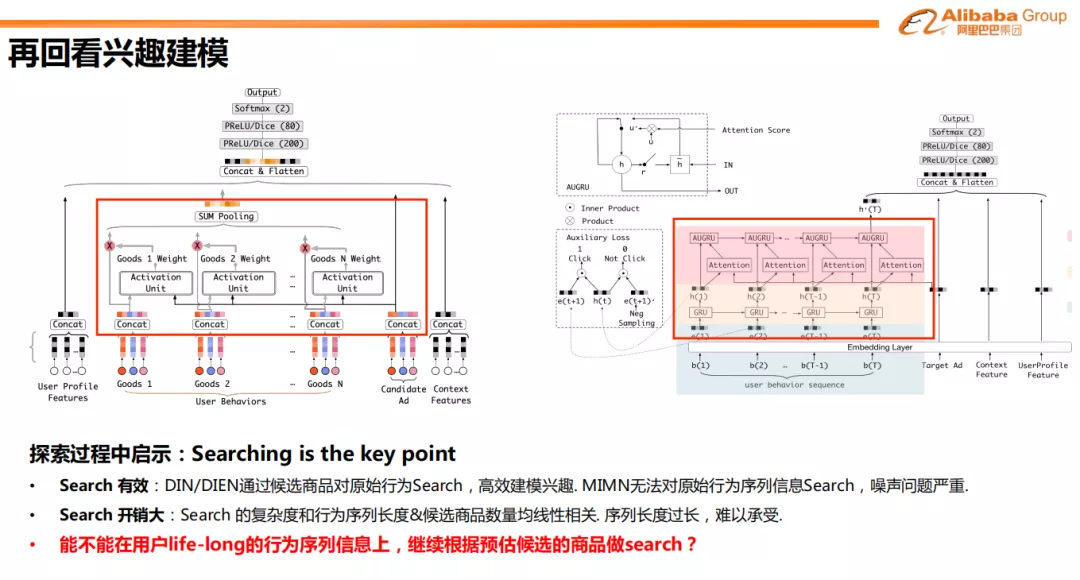 Alibaba Group
阿里巴巴集团
再回看兴趣建模
Output
Softmax (2)
PReLU/Dice (80)
PReLU/Dice (200)
Concat & Flatten
SUM Pooling
Goods 1 Weight Goods 2 Weight Goods N Weight
Activation Unit Activation Unit ... Activation Unit
Concat Concat Concat ... Concat Concat Concat
User Profile Features
Goods 1 Goods 2 ... Goods N
User Behaviors
Candidate Ad
Context Features
u' ũ
h r h̃
Attention Score
IN
OUT
AUGRU
Inner Product
Product
Auxiliary Loss
1 0
Click Not Click
e(t+1) h(t) e(t+1)'
Neg Sampling
Output
Softmax (2)
PReLU/Dice (80)
PReLU/Dice (200)
Concat & Flatten
h'(T)
AUGRU AUGRU ... AUGRU AUGRU
Attention Attention Attention Attention
h(1) h(2) h(T-1) h(T)
GRU GRU ... GRU GRU
e(1) e(2) e(T-1) e(T)
Embedding Layer
b(1) b(2) ... b(T-1) b(T)
user behavior sequence
Target Ad
Context Feature
UserProfile Feature
探索过程中启示：Searching is the key point
• Search 有效：DIN/DIEN通过候选商品对原始行为Search，高效建模兴趣. MIMN无法对原始行为序列信息Search，噪声问题严重.
• Search 开销大：Search 的复杂度和行为序列长度&候选商品数量均线性相关. 序列长度过长，难以承受.
• 能不能在用户life-long的行为序列信息上，继续根据预估候选的商品做search？